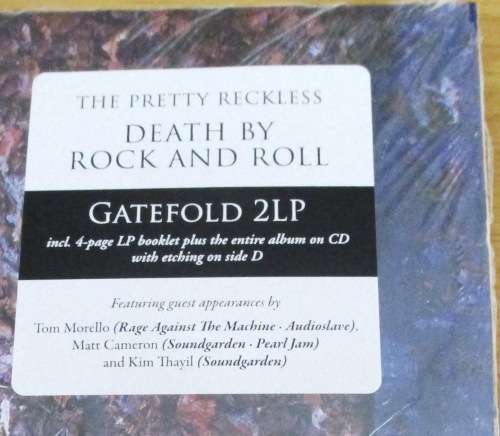 THE PRETTY RECKLESS
DEATH BY
ROCK AND ROLL
GATEFOLD 2LP
incl. 4-page LP booklet plus the entire album on CD
with etching on side D
Featuring guest appearances by
Tom Morello (Rage Against The Machine · Audioslave),
Matt Cameron (Soundgarden · Pearl Jam)
and Kim Thayil (Soundgarden)